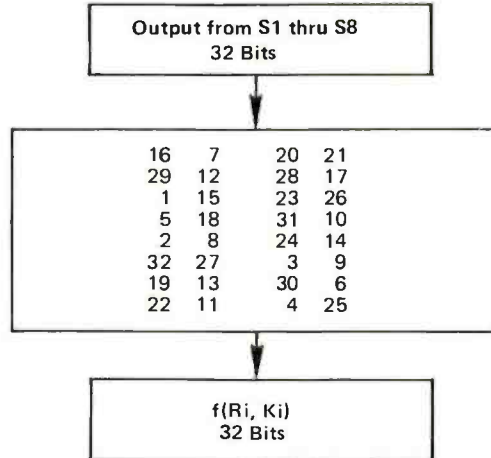 Output from S1 thru S8
32 Bits
16 7 20 21
29 12 28 17
1 15 23 26
5 18 31 10
2 8 24 14
32 27 3 9
19 13 30 6
22 11 4 25
f(Ri, Ki)
32 Bits